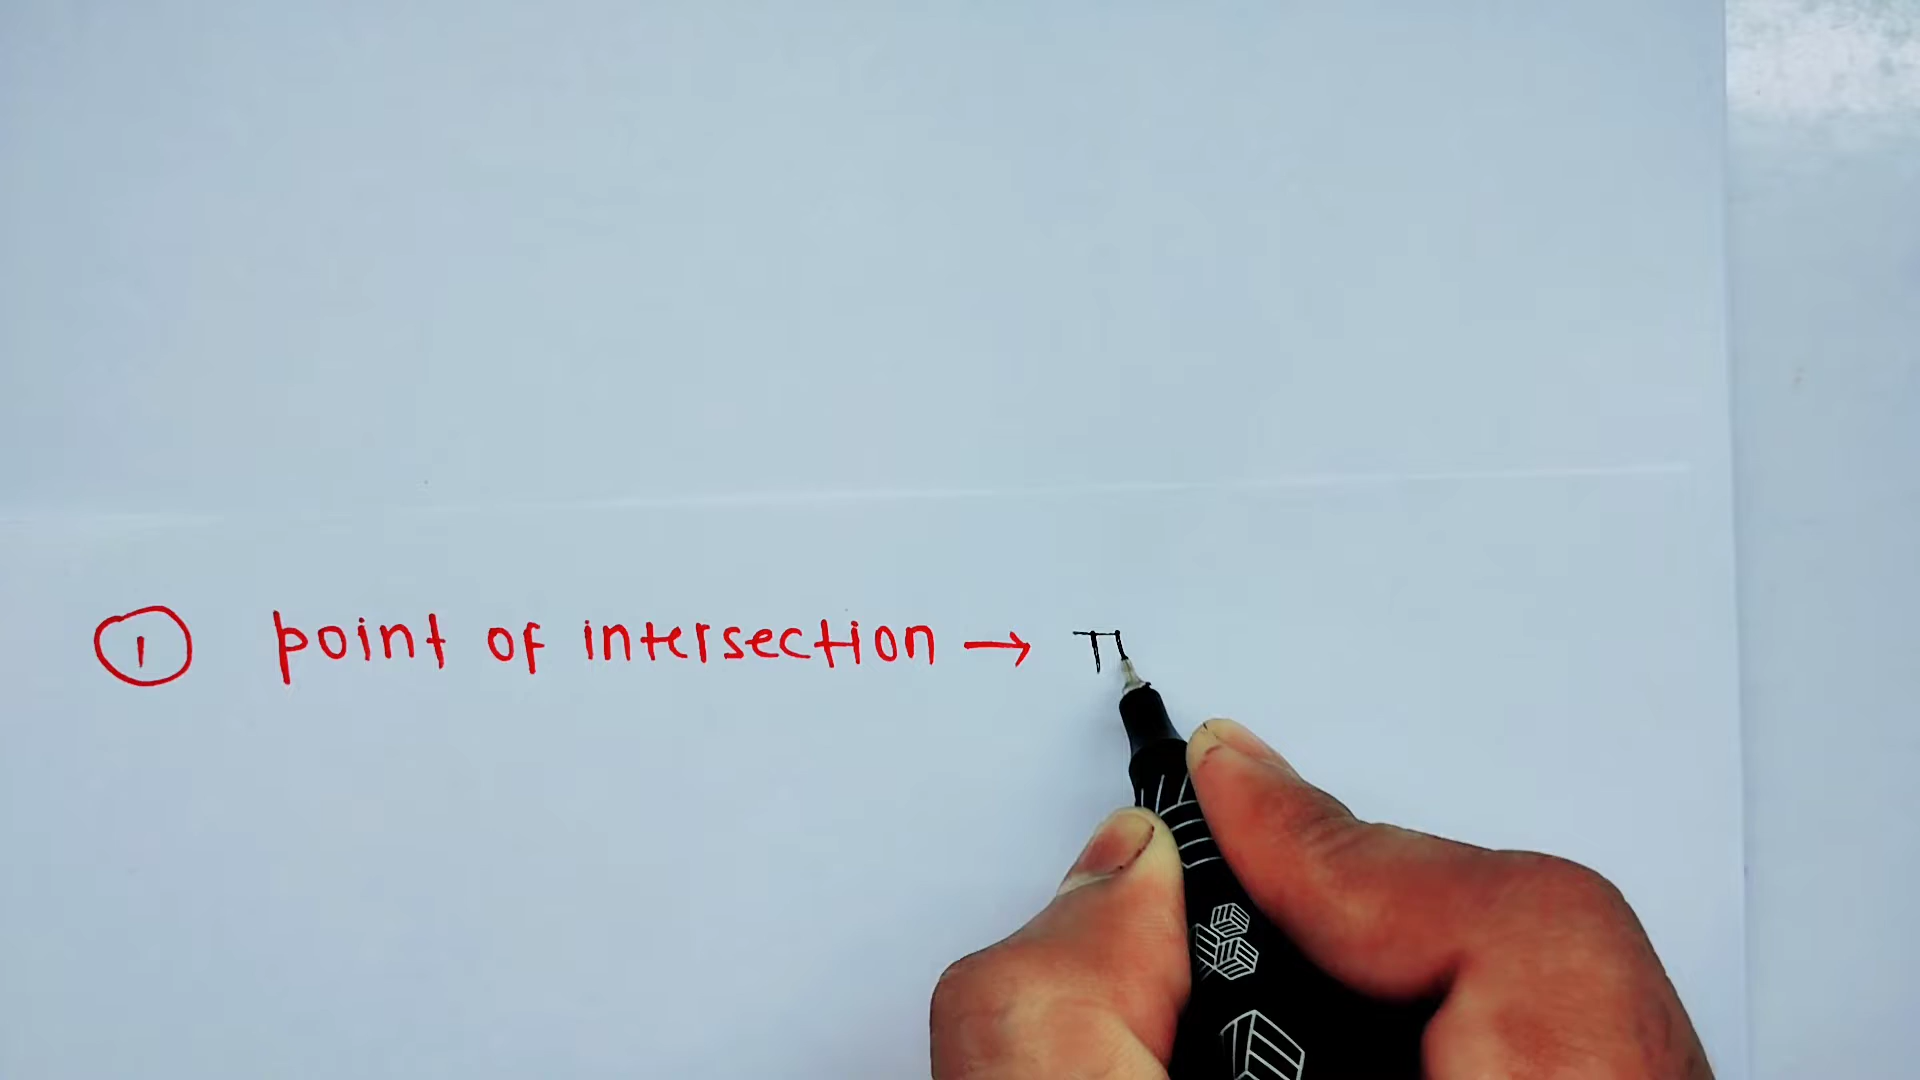 ① point of intersection →